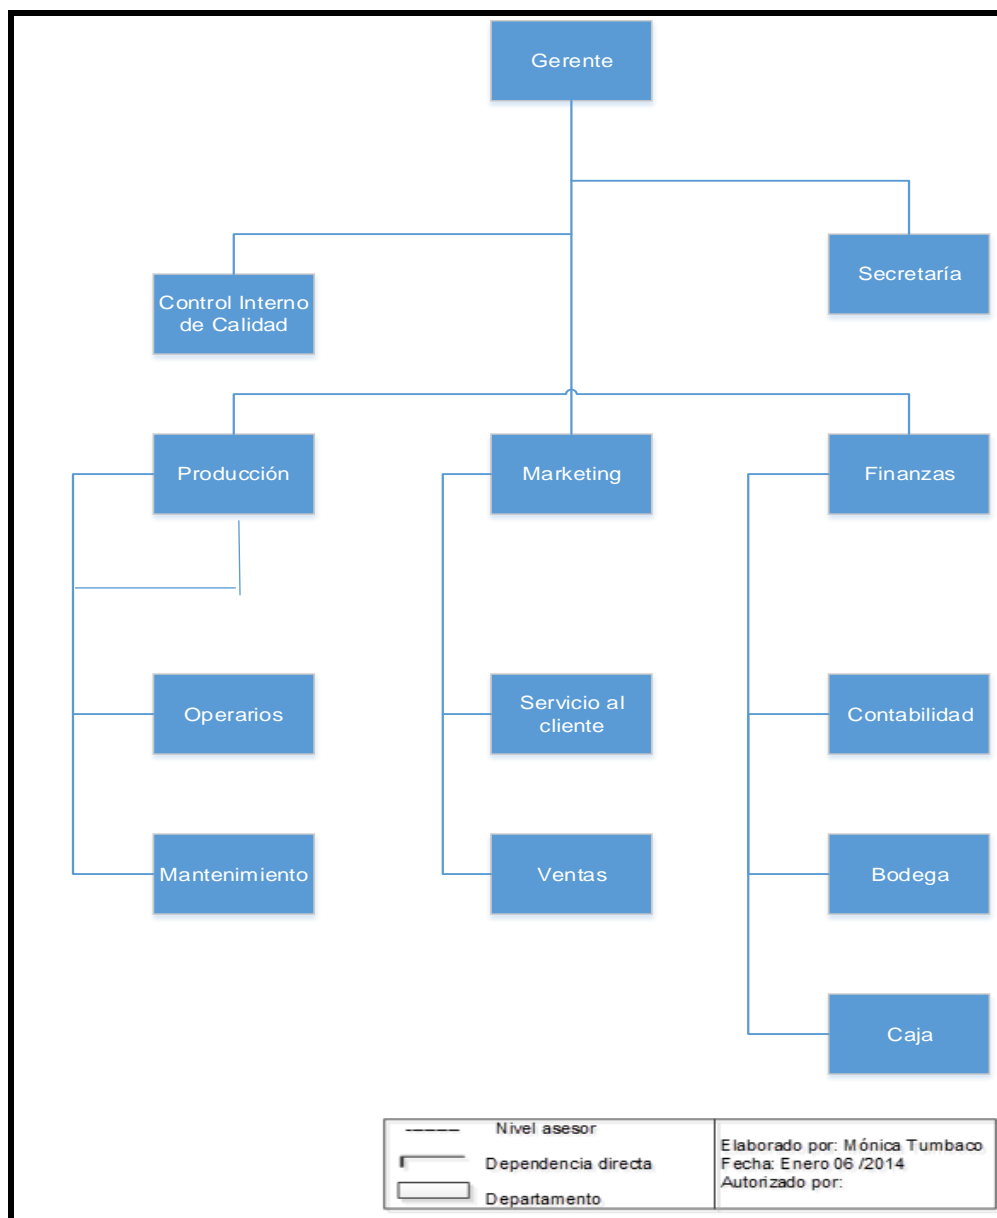 Gerente
Secretaría
Control Interno
de Calidad
Producción
Marketing
Finanzas
Operarios
Servicio al
cliente
Contabilidad
Mantenimiento
Ventas
Bodega
Caja
Nivel asesor
Dependencia directa
Departamento
Elaborado por: Mónica Tumbaco
Fecha: Enero 06 /2014
Autorizado por: